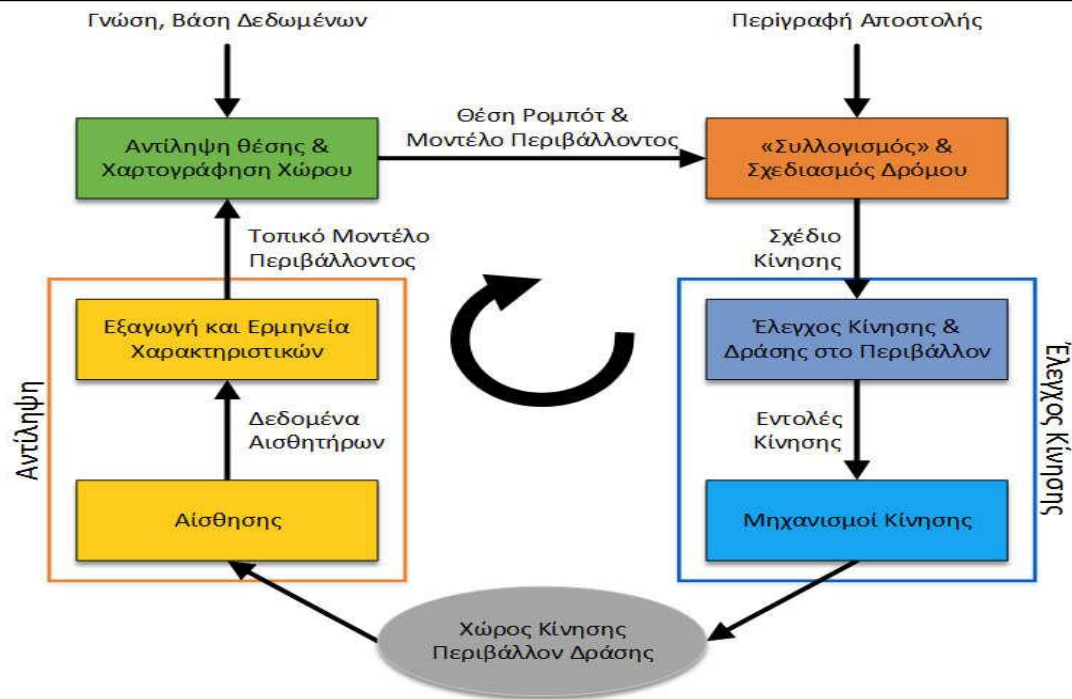 Γνώση, Βάση Δεδωμένων
Περίγραφή Αποστολής
Αντίληψη θέσης &
Χαρτογράφηση Χώρου
Θέση Ρομπότ &
Μοντέλο Περιβάλλοντος
«Συλλογισμός» &
Σχεδιασμός Δρόμου
Τοπικό Μοντέλο
Περιβάλλοντος
Σχέδιο
Κίνησης
Εξαγωγή και Ερμηνεία
Χαρακτηριστικών
Έλεγχος Κίνησης &
Δράσης στο Περιβάλλον
Αντίληψη
Έλεγχος Κίνησης
Δεδομένα
Αισθητήρων
Εντολές
Κίνησης
Αίσθησης
Μηχανισμοί Κίνησης
Χώρος Κίνησης
Περιβάλλον Δράσης